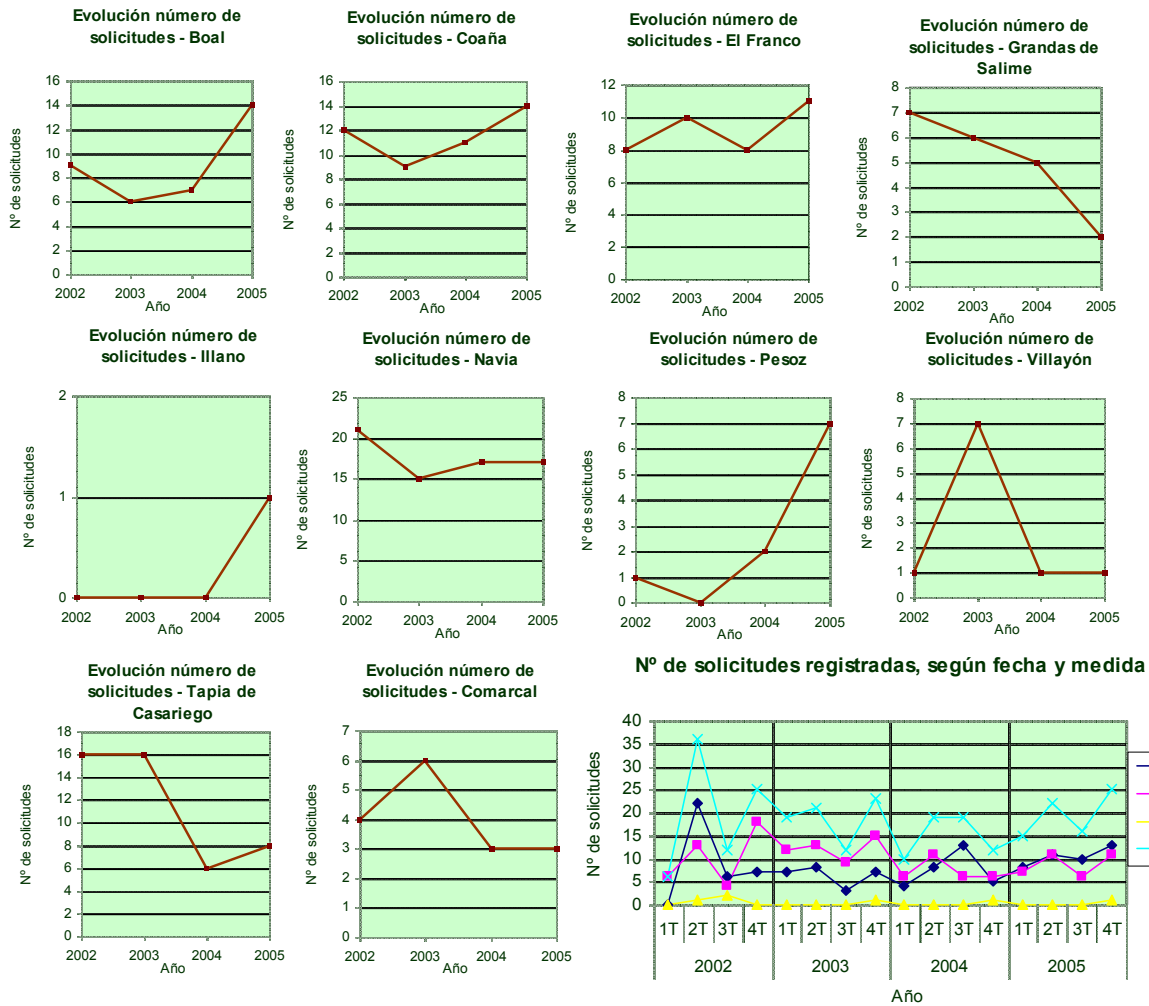 Evolución número de
solicitudes - Boal
Nº de solicitudes
16
14
12
10
8
6
4
2
0
2002 2003 2004 2005
Año
Evolución número de
solicitudes - Coaña
Nº de solicitudes
16
14
12
10
8
6
4
2
0
2002 2003 2004 2005
Año
Evolución número de
solicitudes - El Franco
Nº de solicitudes
12
10
8
6
4
2
0
2002 2003 2004 2005
Año
Evolución número de
solicitudes - Grandas de
Salime
Nº de solicitudes
8
7
6
5
4
3
2
1
0
2002 2003 2004 2005
Año
Evolución número de
solicitudes - Illano
Nº de solicitudes
2
1
0
2002 2003 2004 2005
Año
Evolución número de
solicitudes - Navia
Nº de solicitudes
25
20
15
10
5
0
2002 2003 2004 2005
Año
Evolución número de
solicitudes - Pesoz
Nº de solicitudes
8
7
6
5
4
3
2
1
0
2002 2003 2004 2005
Año
Evolución número de
solicitudes - Villayón
Nº de solicitudes
8
7
6
5
4
3
2
1
0
2002 2003 2004 2005
Año
Evolución número de
solicitudes - Tapia de
Casariego
Nº de solicitudes
18
16
14
12
10
8
6
4
2
0
2002 2003 2004 2005
Año
Evolución número de
solicitudes - Comarcal
Nº de solicitudes
7
6
5
4
3
2
1
0
2002 2003 2004 2005
Año
Nº de solicitudes registradas, según fecha y medida
Nº de solicitudes
40
35
30
25
20
15
10
5
0
1T 2T 3T 4T 1T 2T 3T 4T 1T 2T 3T 4T 1T 2T 3T 4T
2002 2003 2004 2005
Año